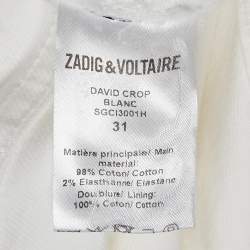 ZADIG&VOLTAIRE
DAVID CROP
BLANC
SGCI3001H
31
Matière principale/ Main
material:
98% Coton/ Cotton
2% Elasthanne/ Elastane
Doublure/ Lining:
100% Coton/ Cotton